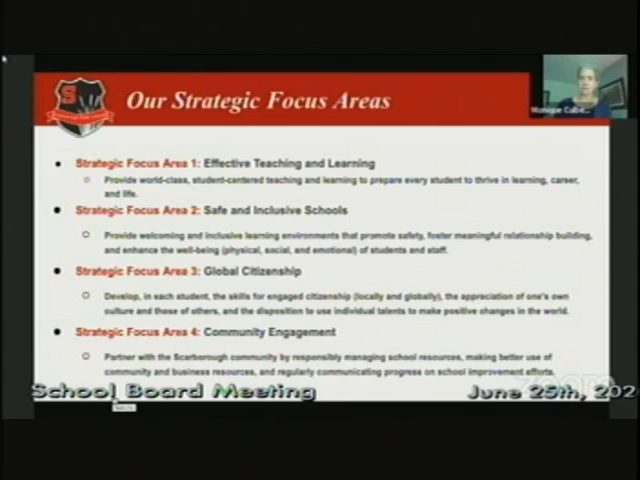 Our Strategic Focus Areas
Strategic Focus Area 1: Effective Teaching and Learning
Provide world-class, student-centered teaching and learning to prepare every student to thrive in learning, career,
and life.
Strategic Focus Area 2: Safe and Inclusive Schools
Provide welcoming and inclusive learning environments that promote safety, foster meaningful relationship building,
and enhance the well-being (physical, social, and emotional) of students and staff.
Strategic Focus Area 3: Global Citizenship
Develop, in each student, the skills for engaged citizenship (locally and globally), the appreciation of one's own
culture and those of others, and the disposition to use individual talents to make positive changes in the world.
Strategic Focus Area 4: Community Engagement
Partner with the Scarborough community by responsibly managing school resources, making better use of
community and business resources, and regularly communicating progress on school improvement efforts.
zoom
School Board Meeting June 25th, 202
S
Monique